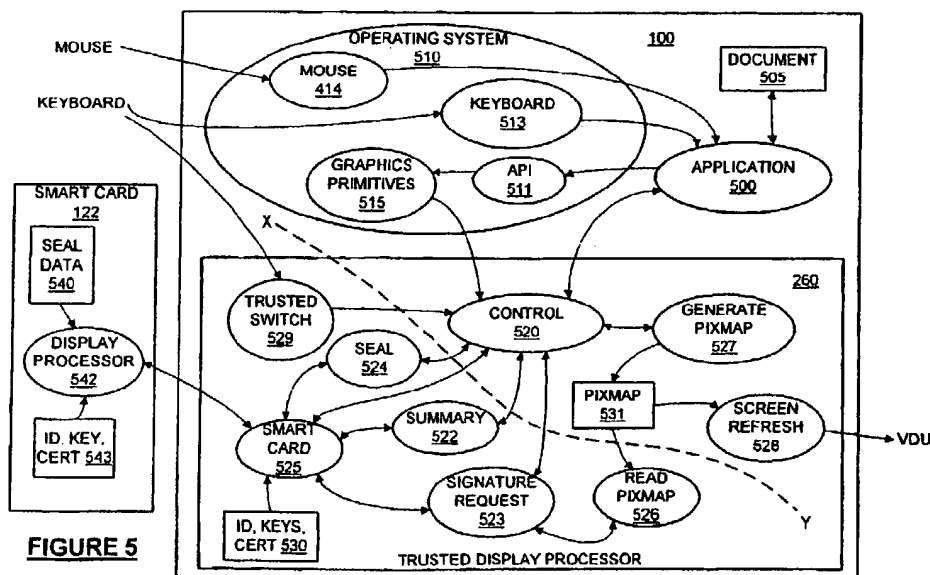 OPERATING SYSTEM
510
100
MOUSE
MOUSE
414
DOCUMENT
505
KEYBOARD
KEYBOARD
513
GRAPHICS
PRIMITIVES
515
API
511
APPLICATION
500
SMART CARD
122
SEAL
DATA
540
X
260
TRUSTED
SWITCH
529
CONTROL
520
GENERATE
PIXMAP
527
DISPLAY
PROCESSOR
542
SEAL
524
PIXMAP
531
SCREEN
REFRESH
528
VDU
SUMMARY
522
SMART
CARD
525
ID, KEY,
CERT 543
SIGNATURE
REQUEST
523
READ
PIXMAP
526
Y
ID, KEYS,
CERT 530
FIGURE 5
TRUSTED DISPLAY PROCESSOR